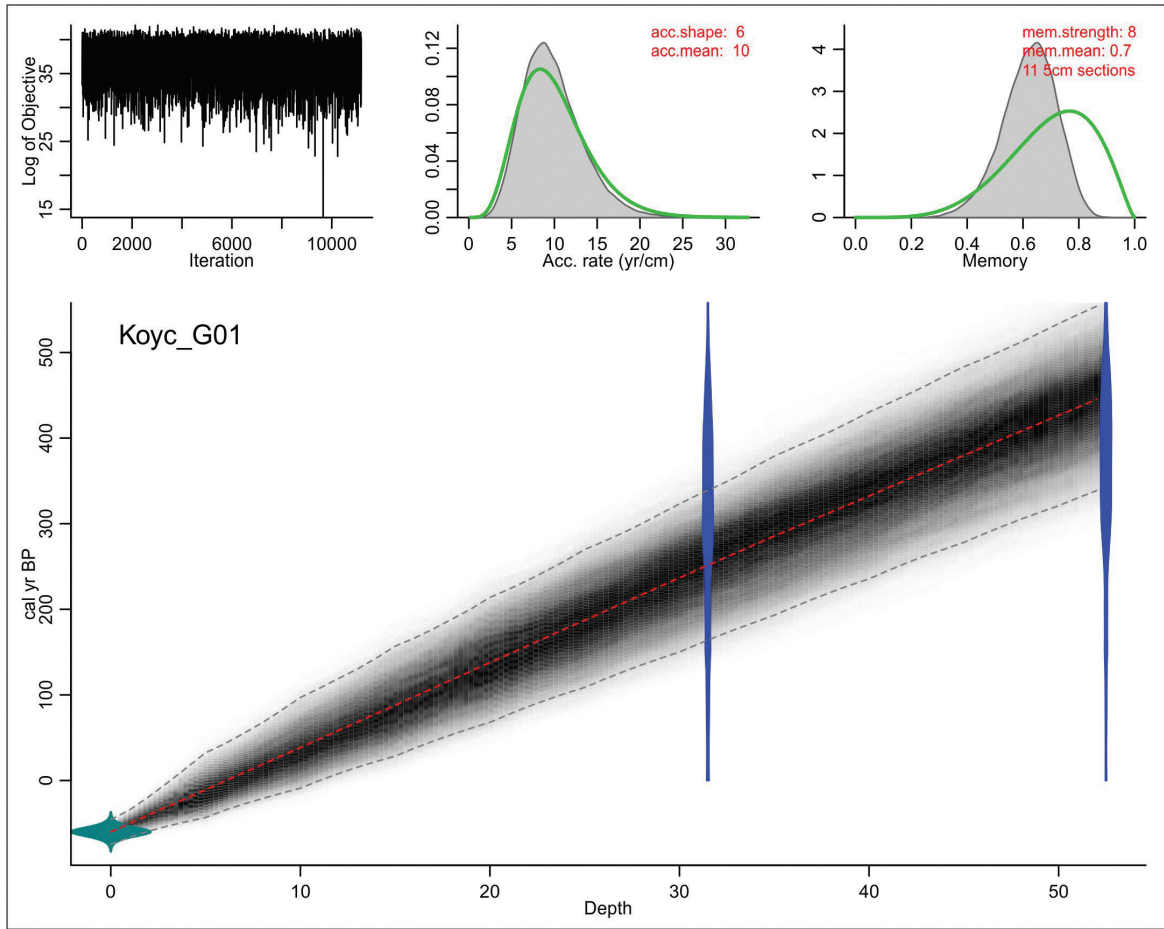 Log of Objective
15 25 35
0 2000 6000 10000
Iteration
acc.shape: 6
acc.mean: 10
0.00 0.04 0.08 0.12
0 5 10 15 20 25 30
Acc. rate (yr/cm)
mem.strength: 8
mem.mean: 0.7
11 5cm sections
0 1 2 3 4
0.0 0.2 0.4 0.6 0.8 1.0
Memory
Koyc_G01
cal yr BP
0 100 200 300 400 500
0 10 20 30 40 50
Depth